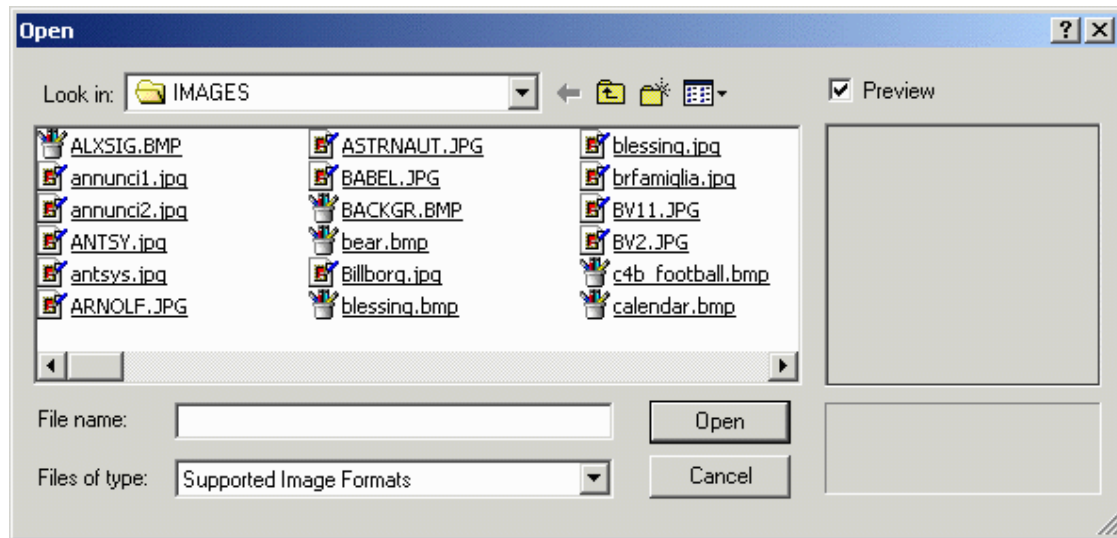 Open
Look in: IMAGES
Preview
ALXSIG.BMP
annunci1.jpg
annunci2.jpg
ANTSY.jpg
antsys.jpg
ARNOLF.JPG
ASTRNAUT.JPG
BABEL.JPG
BACKGR.BMP
bear.bmp
Billborg.jpg
blessing.bmp
blessing.jpg
brfamiglia.jpg
BV11.JPG
BV2.JPG
c4b_football.bmp
calendar.bmp
File name:
Open
Files of type: Supported Image Formats
Cancel